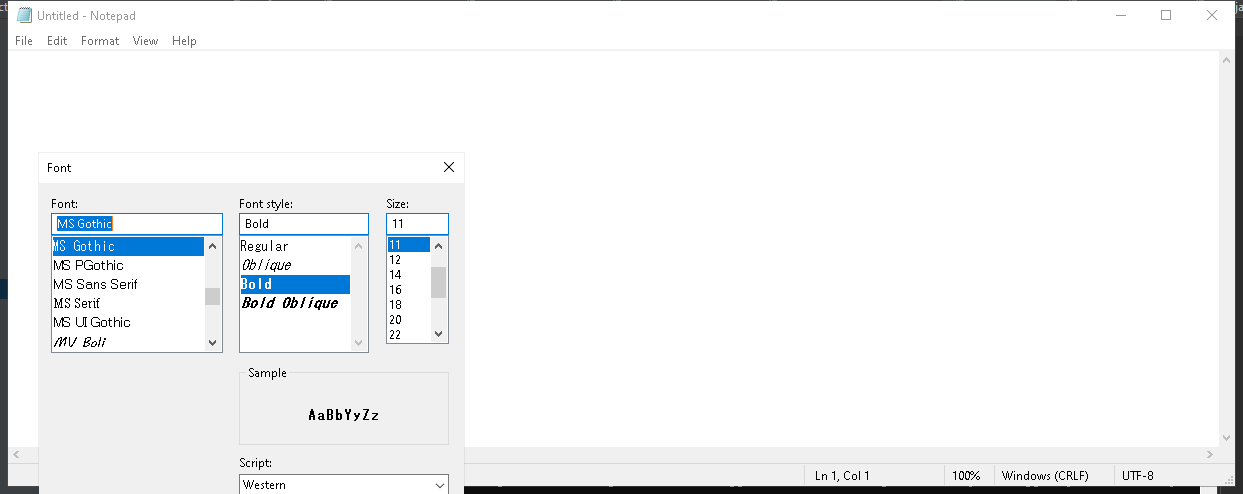 Untitled - Notepad
File Edit Format View Help
Font
Font: Font style: Size:
MS Gothic Bold 11
MS Gothic Regular 11
MS PGothic Oblique 12
MS Sans Serif Bold 14
MS Serif Bold Oblique 16
MS UI Gothic 18
MV Boli 20
22
Sample
AaBbYyZz
Script:
Western
Ln 1, Col 1 100% Windows (CRLF) UTF-8